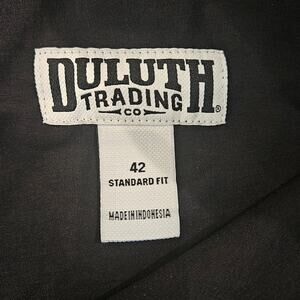 DULUTH
TRADING
CO
®
42
STANDARD FIT
MADE IN INDONESIA